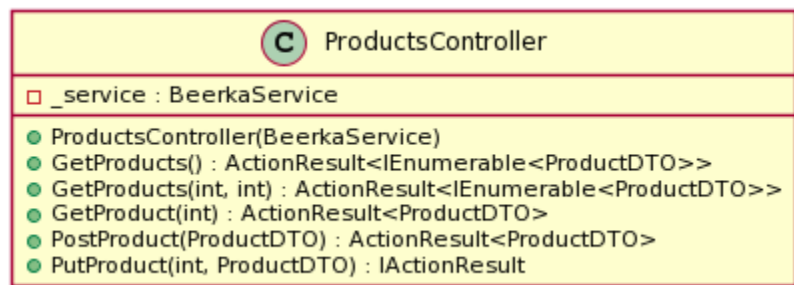 C ProductsController
_service : BeerkaService
ProductsController(BeerkaService)
GetProducts() : ActionResult<IEnumerable<ProductDTO>>
GetProducts(int, int) : ActionResult<IEnumerable<ProductDTO>>
GetProduct(int) : ActionResult<ProductDTO>
PostProduct(ProductDTO) : ActionResult<ProductDTO>
PutProduct(int, ProductDTO) : IActionResult